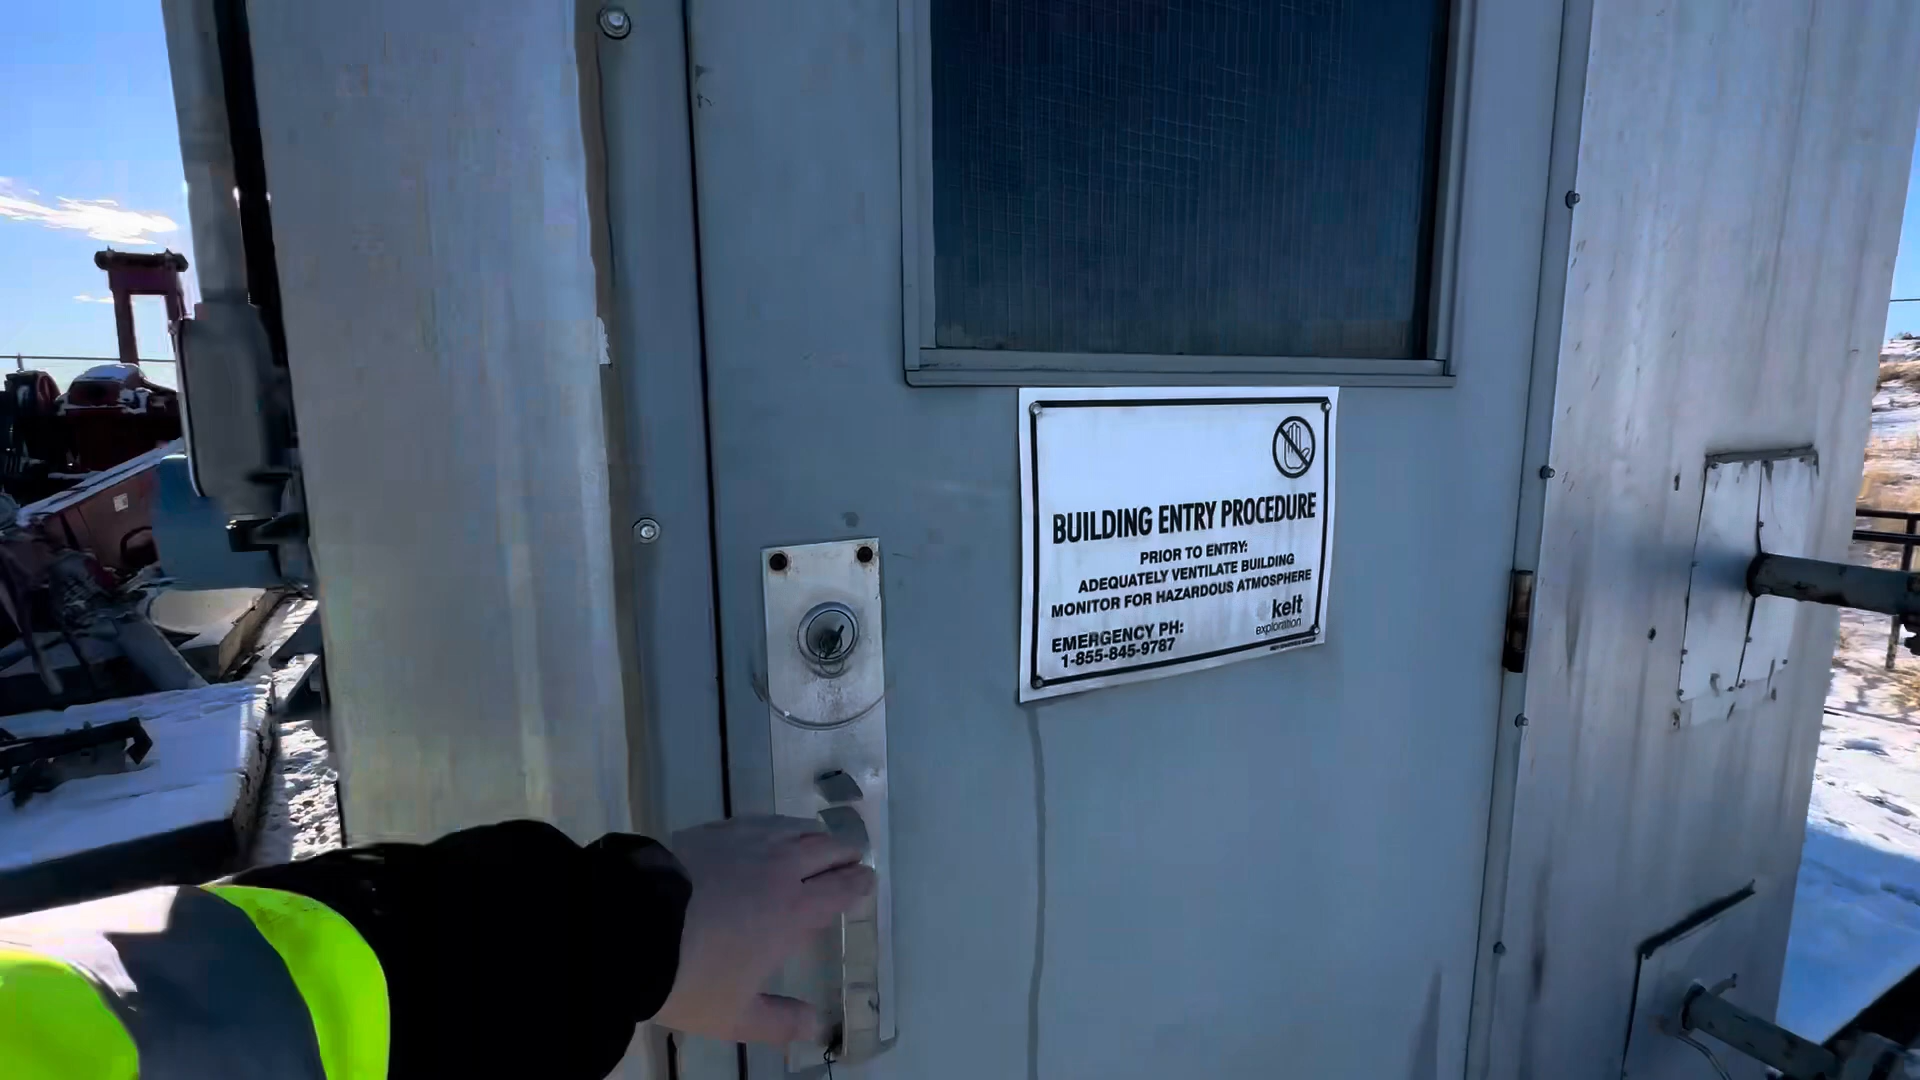 BUILDING ENTRY PROCEDURE
PRIOR TO ENTRY:
ADEQUATELY VENTILATE BUILDING
MONITOR FOR HAZARDOUS ATMOSPHERE
kelt
exploration
EMERGENCY PH:
1-855-845-9787